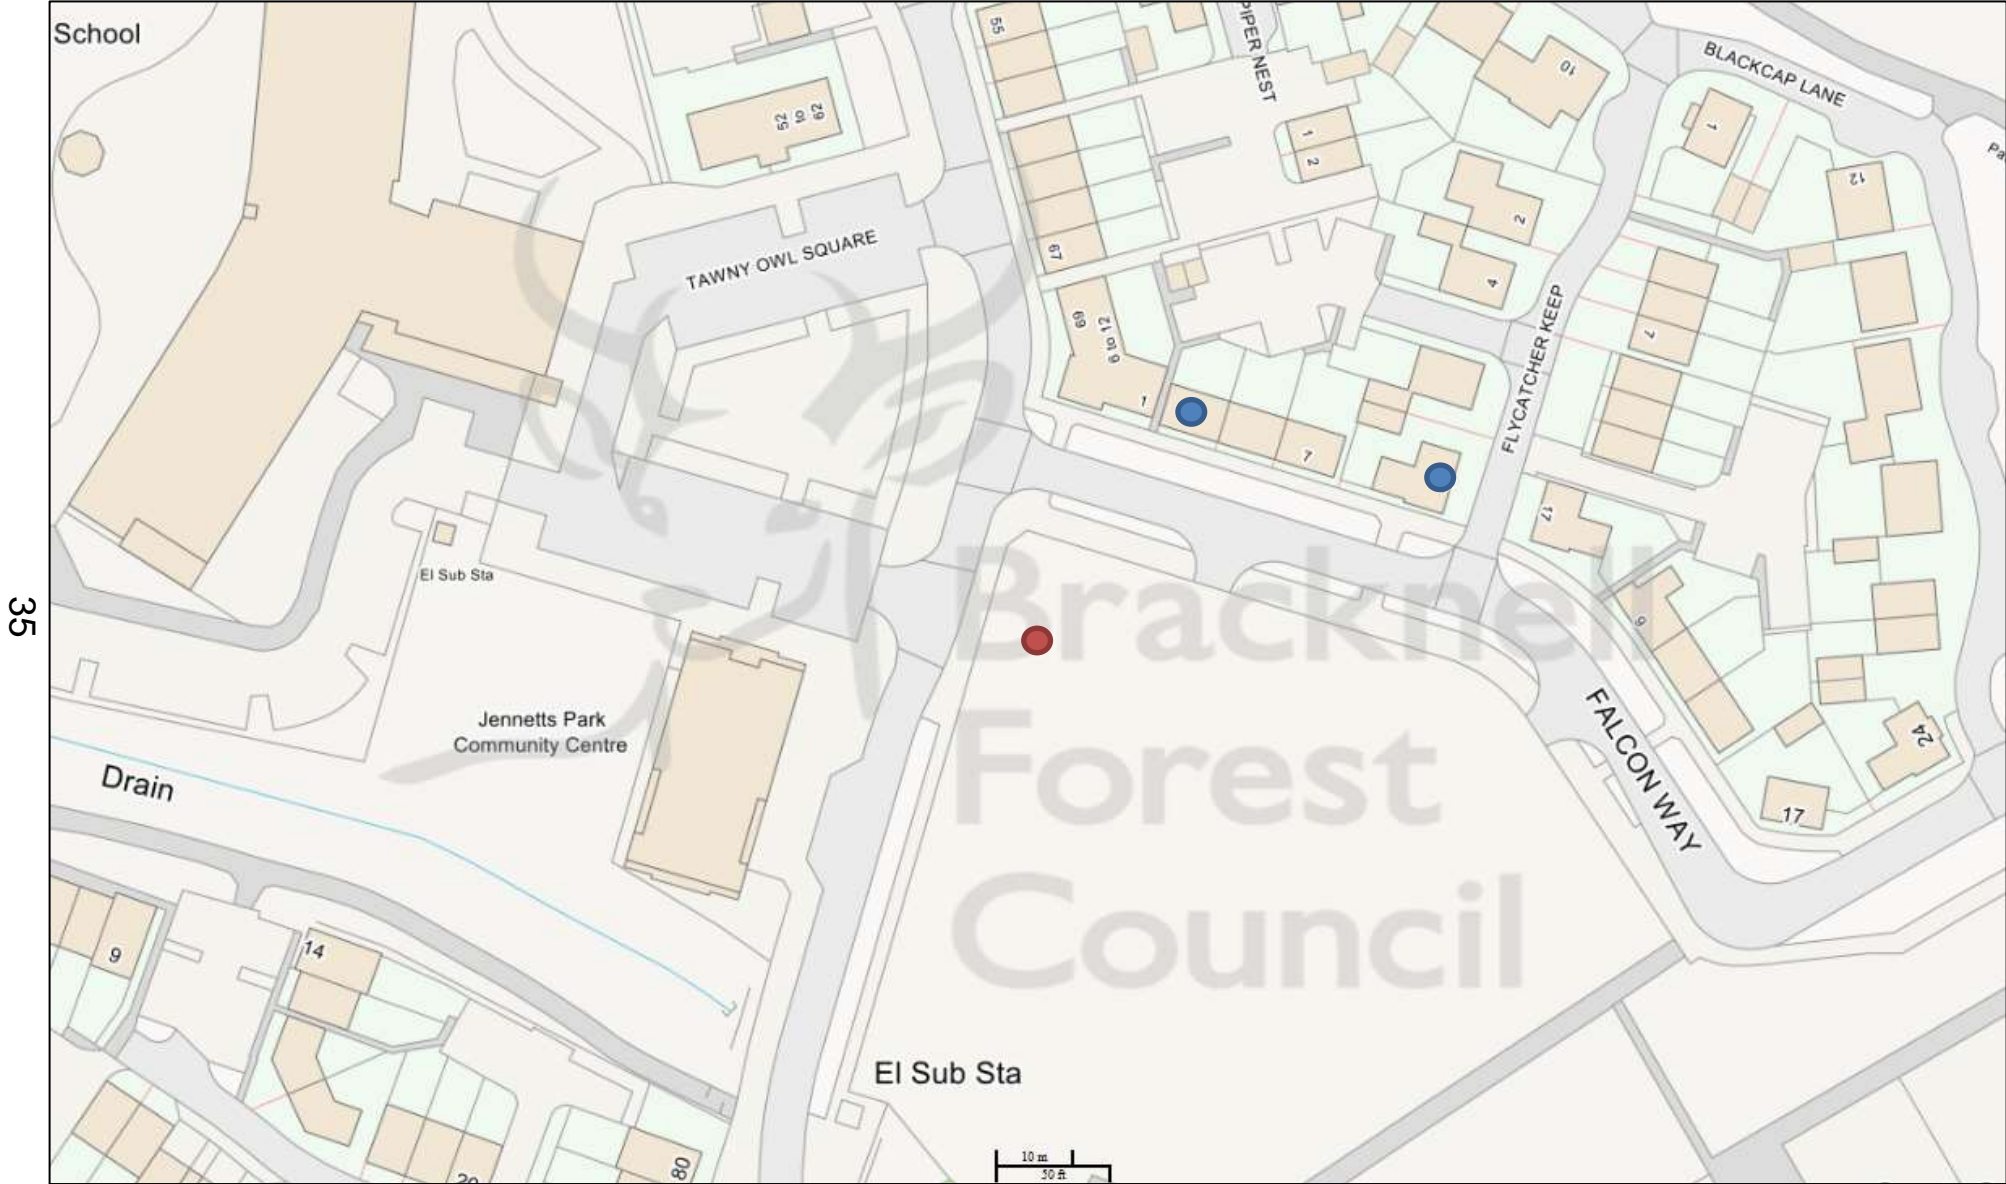 School
55
PIPER NEST
10
BLACKCAP LANE
52
to
62
1
2
1
12
2
67
TAWNY OWL SQUARE
4
69
6 to 12
7
FLYCATCHER KEEP
1
7
17
El Sub Sta
35
Bracknell
Forest
Council
9
Jennetts Park
Community Centre
FALCON WAY
24
Drain
17
9
14
El Sub Sta
80
10 m
50 ft